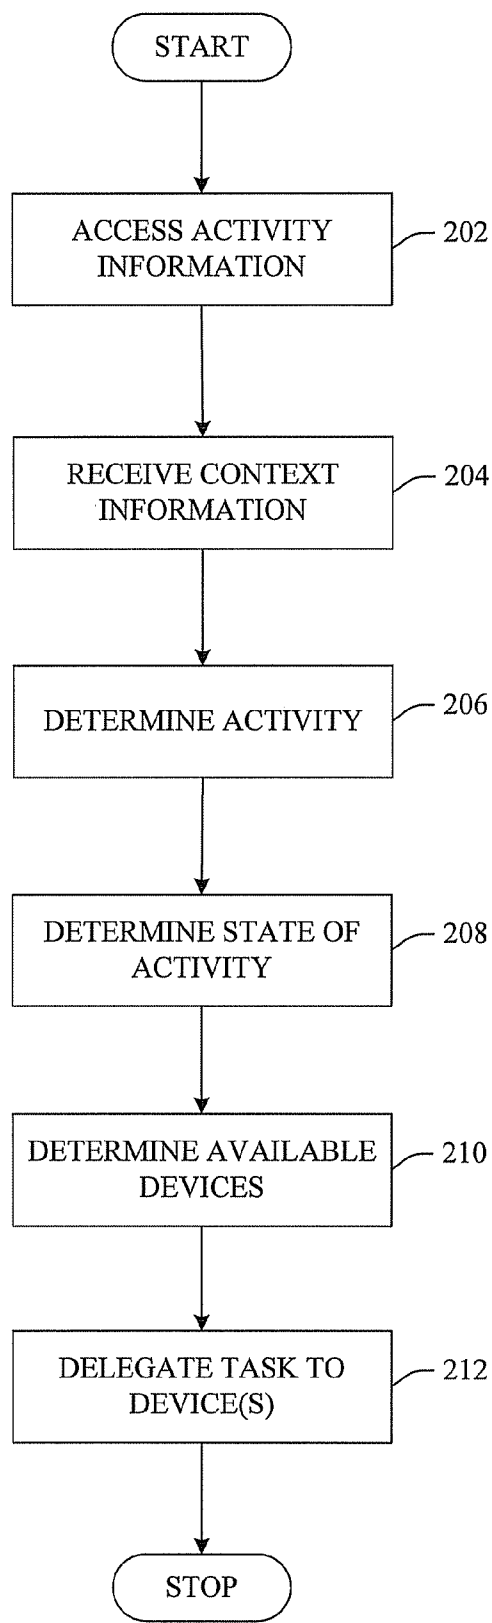 START
ACCESS ACTIVITY
INFORMATION
202
RECEIVE CONTEXT
INFORMATION
204
DETERMINE ACTIVITY
206
DETERMINE STATE OF
ACTIVITY
208
DETERMINE AVAILABLE
DEVICES
210
DELEGATE TASK TO
DEVICE(S)
212
STOP